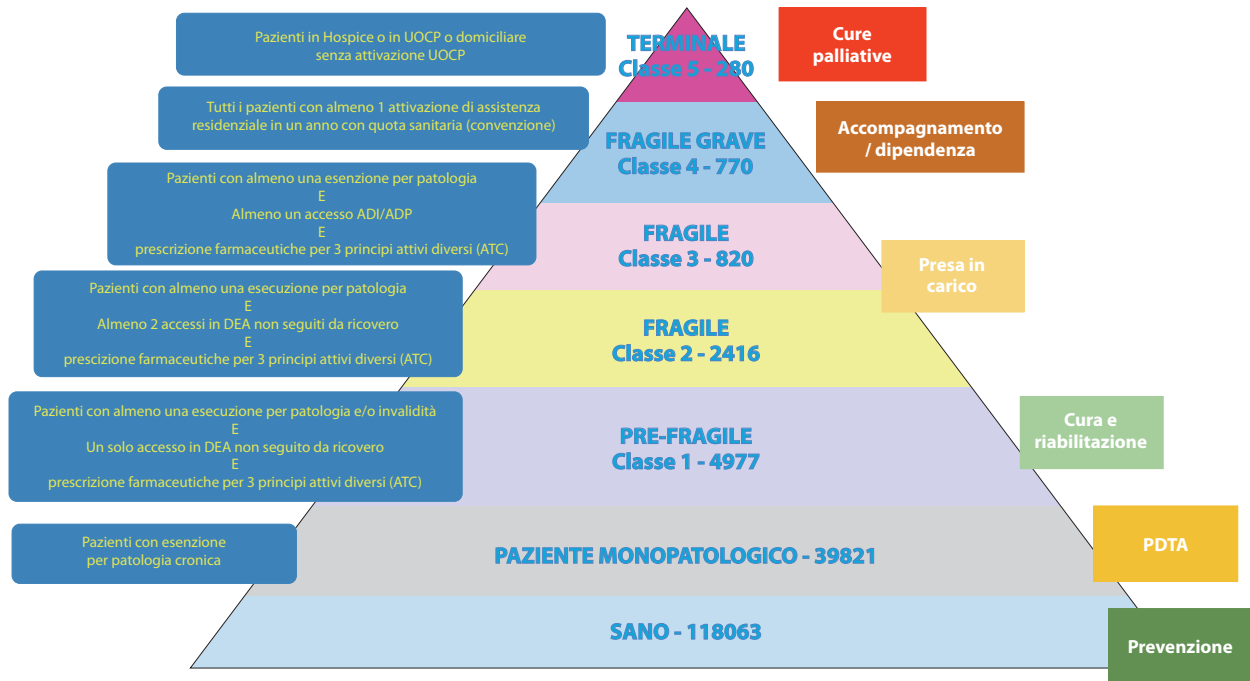 Pazienti in Hospice o in UOCP o domiciliare
senza attivazione UOCP
TERMINALE
Classe 5 - 280
Cure
palliative
Tutti i pazienti con almeno 1 attivazione di assistenza
residenziale in un anno con quota sanitaria (convenzione)
FRAGILE GRAVE
Classe 4 - 770
Accompagnamento
/ dipendenza
Pazienti con almeno una esenzione per patologia
E
Almeno un accesso ADI/ADP
E
prescrizione farmaceutiche per 3 principi attivi diversi (ATC)
FRAGILE
Classe 3 - 820
Presa in
carico
Pazienti con almeno una esecuzione per patologia
E
Almeno 2 accessi in DEA non seguiti da ricovero
E
prescizione farmaceutiche per 3 principi attivi diversi (ATC)
FRAGILE
Classe 2 - 2416
Pazienti con almeno una esecuzione per patologia e/o invalidità
E
Un solo accesso in DEA non seguito da ricovero
E
prescrizione farmaceutiche per 3 principi attivi diversi (ATC)
PRE-FRAGILE
Classe 1 - 4977
Cura e
riabilitazione
Pazienti con esenzione
per patologia cronica
PAZIENTE MONOPATOLOGICO - 39821
PDTA
SANO - 118063
Prevenzione